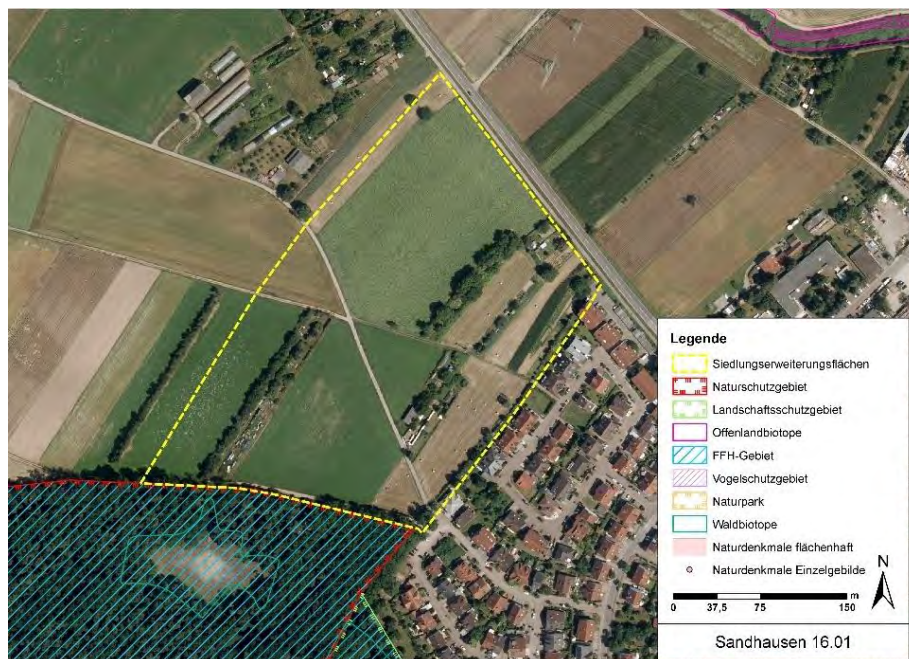 Legende
Siedlungserweiterungsflächen
Naturschutzgebiet
Landschaftsschutzgebiet
Offenlandbiotope
FFH-Gebiet
Vogelschutzgebiet
Naturpark
Waldbiotope
Naturdenkmale flächenhaft
Naturdenkmale Einzelgebilde
N
m
0 37,5 75 150
Sandhausen 16.01